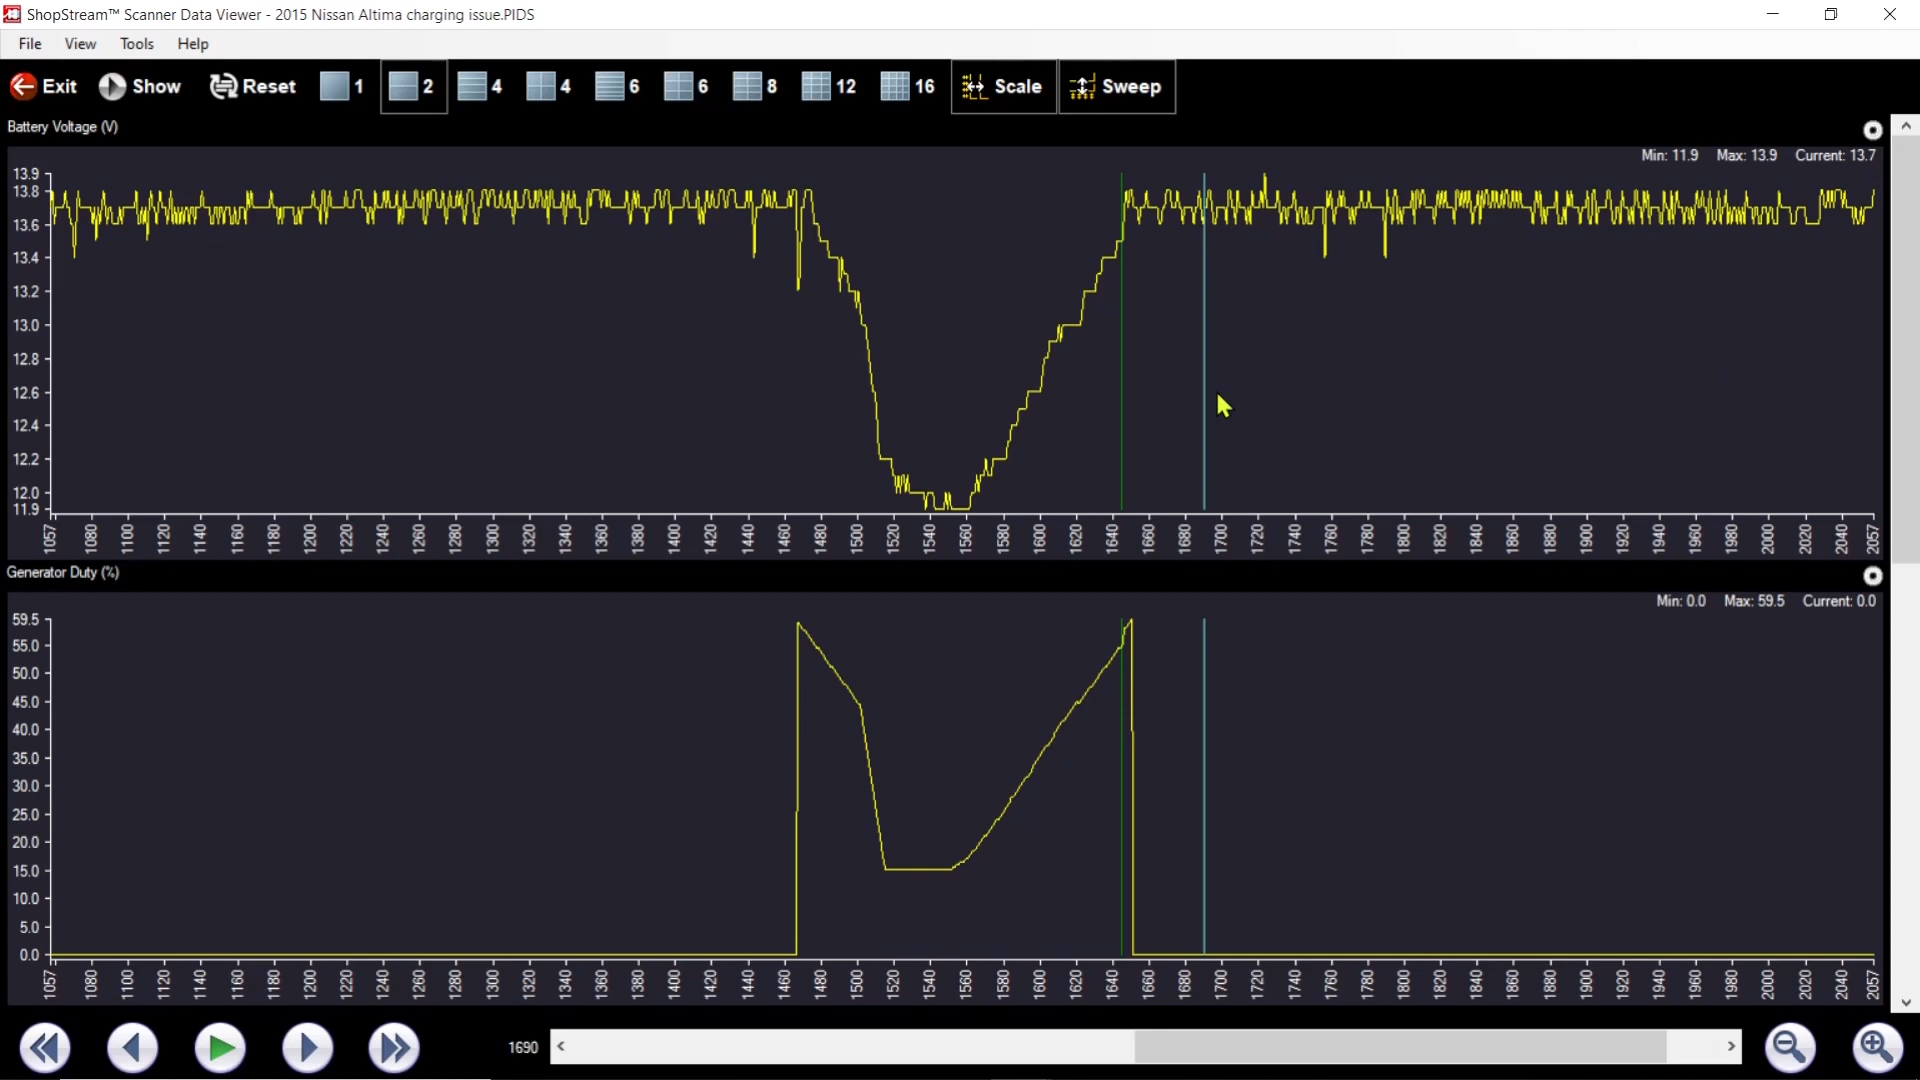 ShopStream™ Scanner Data Viewer - 2015 Nissan Altima charging issue.PIDS
File View Tools Help
Exit Show Reset 1 2 4 4 6 6 8 12 16 Scale Sweep
Battery Voltage (V)
Min: 11.9 Max: 13.9 Current: 13.7
13.9
13.8
13.6
13.4
13.2
13.0
12.8
12.6
12.4
12.2
12.0
11.9
1057 1080 1100 1120 1140 1160 1180 1200 1220 1240 1260 1280 1300 1320 1340 1360 1380 1400 1420 1440 1460 1480 1500 1520 1540 1560 1580 1600 1620 1640 1660 1680 1700 1720 1740 1760 1780 1800 1820 1840 1860 1880 1900 1920 1940 1960 1980 2000 2020 2040 2057
Generator Duty (%)
Min: 0.0 Max: 59.5 Current: 0.0
59.5
55.0
50.0
45.0
40.0
35.0
30.0
25.0
20.0
15.0
10.0
5.0
0.0
1057 1080 1100 1120 1140 1160 1180 1200 1220 1240 1260 1280 1300 1320 1340 1360 1380 1400 1420 1440 1460 1480 1500 1520 1540 1560 1580 1600 1620 1640 1660 1680 1700 1720 1740 1760 1780 1800 1820 1840 1860 1880 1900 1920 1940 1960 1980 2000 2020 2040 2057
1690